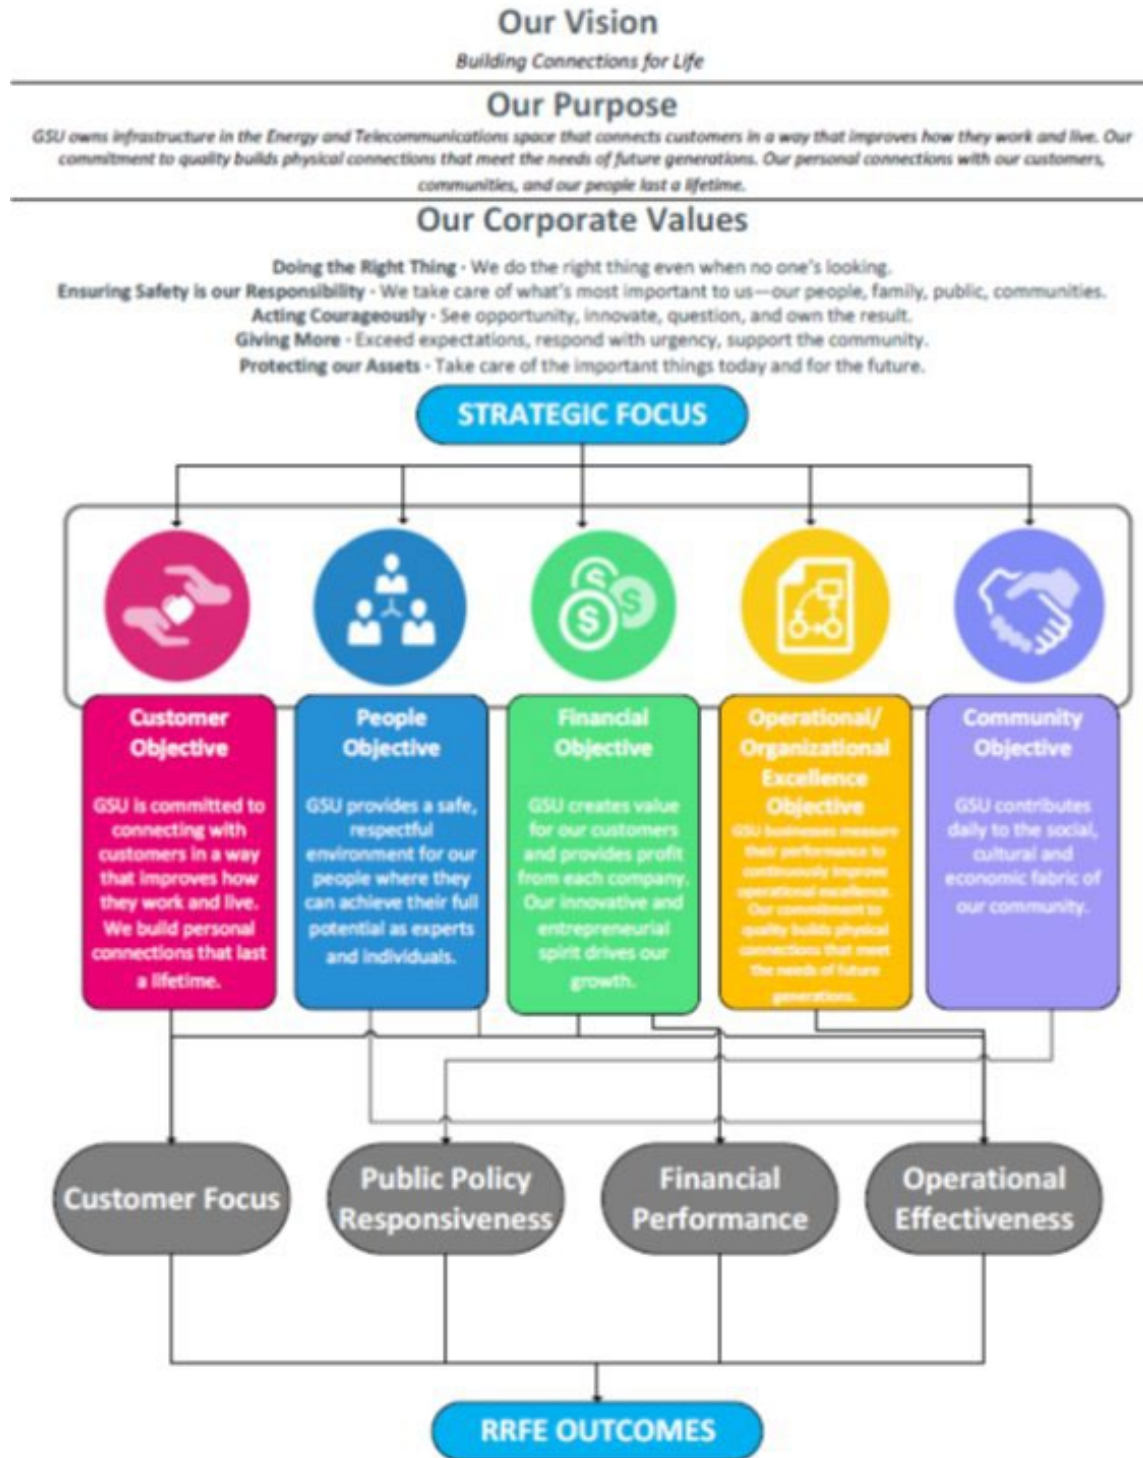 Our Vision
Building Connections for Life
Our Purpose
GSU owns infrastructure in the Energy and Telecommunications space that connects customers in a way that improves how they work and live. Our
commitment to quality builds physical connections that meet the needs of future generations. Our personal connections with our customers,
communities, and our people last a lifetime.
Our Corporate Values
Doing the Right Thing - We do the right thing even when no one's looking.
Ensuring Safety is our Responsibility - We take care of what's most important to us—our people, family, public, communities.
Acting Courageously - See opportunity, innovate, question, and own the result.
Giving More - Exceed expectations, respond with urgency, support the community.
Protecting our Assets - Take care of the important things today and for the future.
STRATEGIC FOCUS
Customer
Objective
GSU is committed to
connecting with
customers in a way
that improves how
they work and live.
We build personal
connections that last
a lifetime.
People
Objective
GSU provides a safe,
respectful
environment for our
people where they
can achieve their full
potential as experts
and individuals.
Financial
Objective
GSU creates value
for our customers
and provides profit
from each company.
Our innovative and
entrepreneurial
spirit drives our
growth.
Operational/
Organizational
Excellence
Objective
GSU businesses measure
their performance to
continuously improve
operational excellence.
Our commitment to
quality builds physical
connections that meet
the needs of future
generations.
Community
Objective
GSU contributes
daily to the social,
cultural and
economic fabric of
our community.
Customer Focus
Public Policy
Responsiveness
Financial
Performance
Operational
Effectiveness
RRFE OUTCOMES